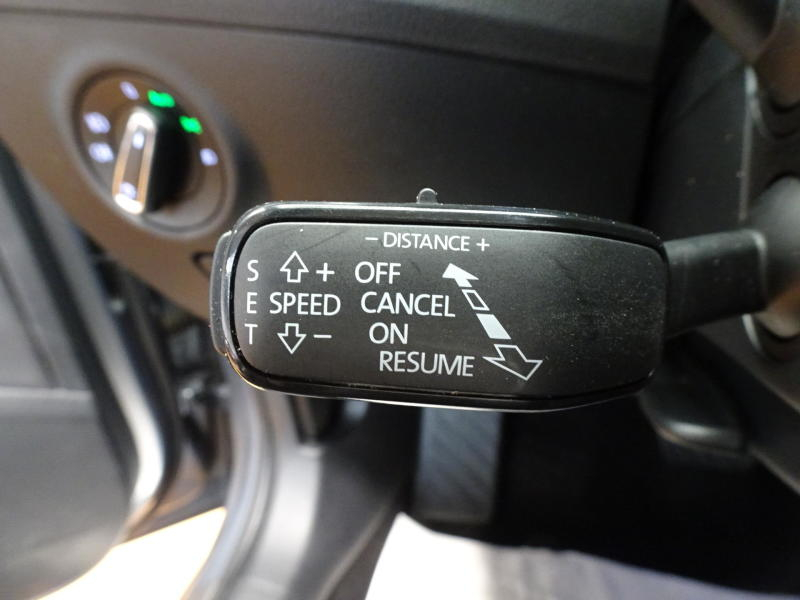 − DISTANCE +
S + OFF
E SPEED CANCEL
T − ON
RESUME